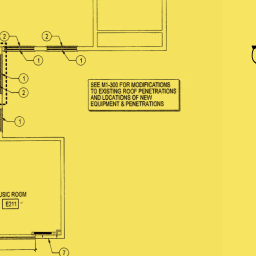 2
2
1
1
1
2
SEE M1-300 FOR MODIFICATIONS
TO EXISTING ROOF PENETRATIONS
AND LOCATIONS OF NEW
EQUIPMENT & PENETRATIONS
1
USIC ROOM
E211
7